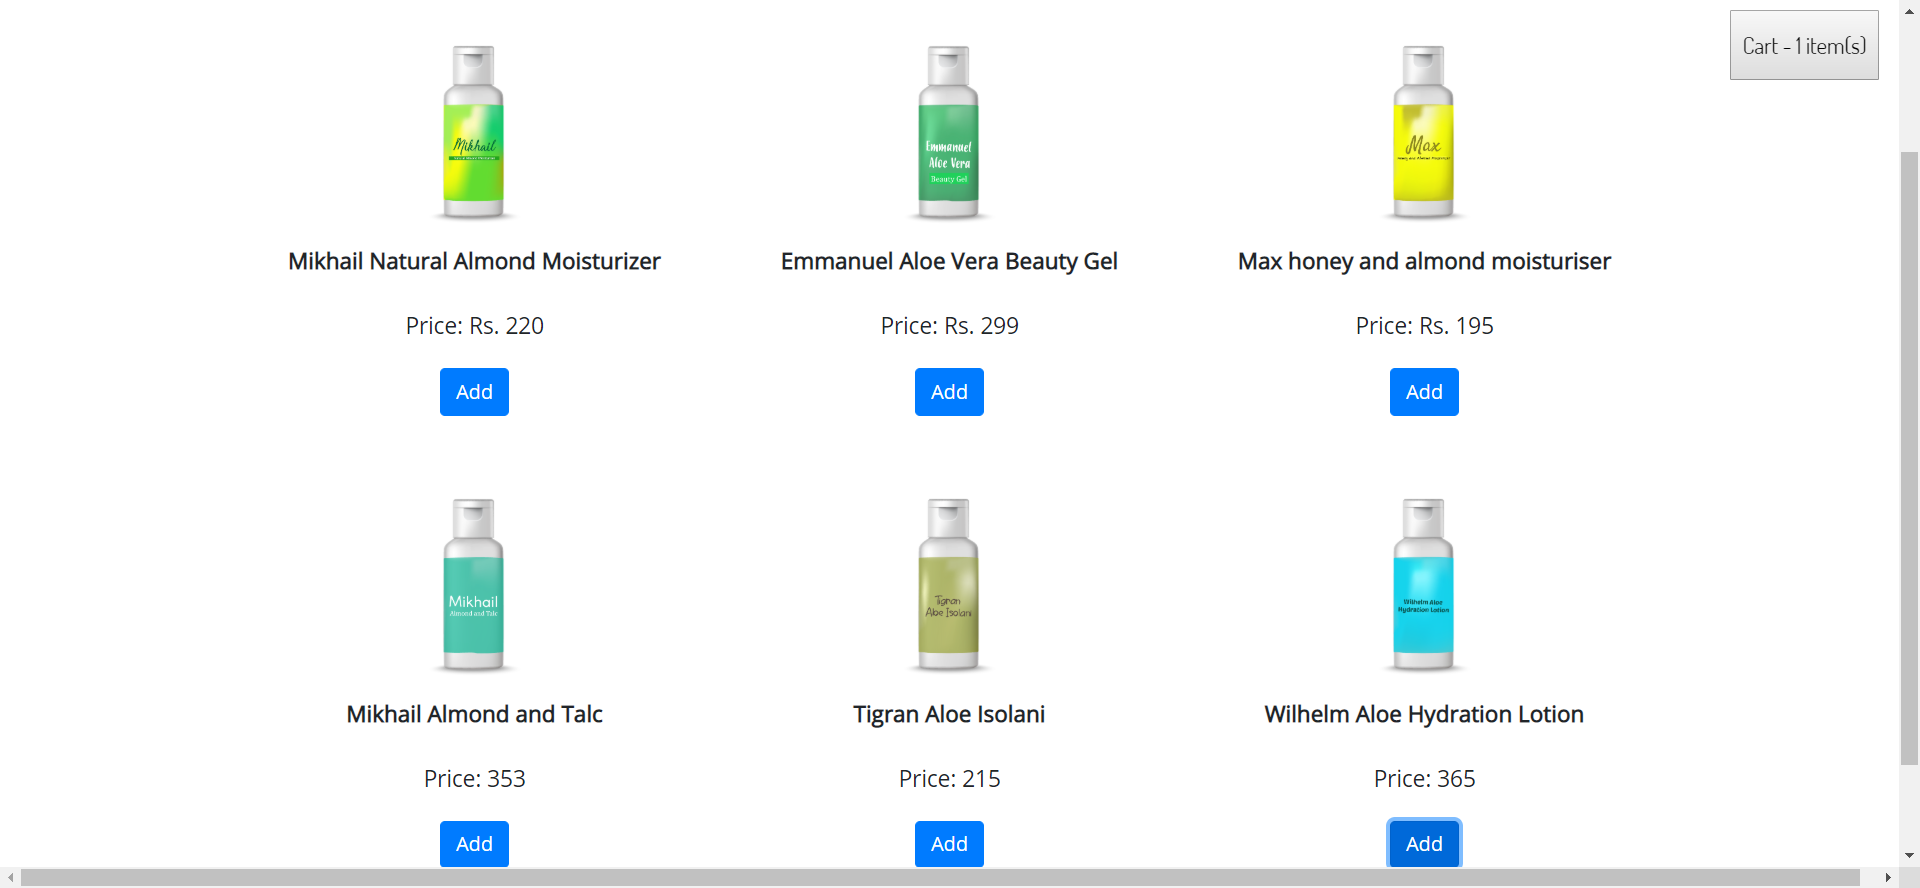 Cart - 1 item(s)
Mikhail
Emmanuel
Aloe Vera
Beauty Gel
Max
Mikhail Natural Almond Moisturizer
Emmanuel Aloe Vera Beauty Gel
Max honey and almond moisturiser
Price: Rs. 220
Price: Rs. 299
Price: Rs. 195
Add
Add
Add
Mikhail
Almond and Talc
Tigran
Aloe Isolani
Wilhelm Aloe
Hydration Lotion
Mikhail Almond and Talc
Tigran Aloe Isolani
Wilhelm Aloe Hydration Lotion
Price: 353
Price: 215
Price: 365
Add
Add
Add